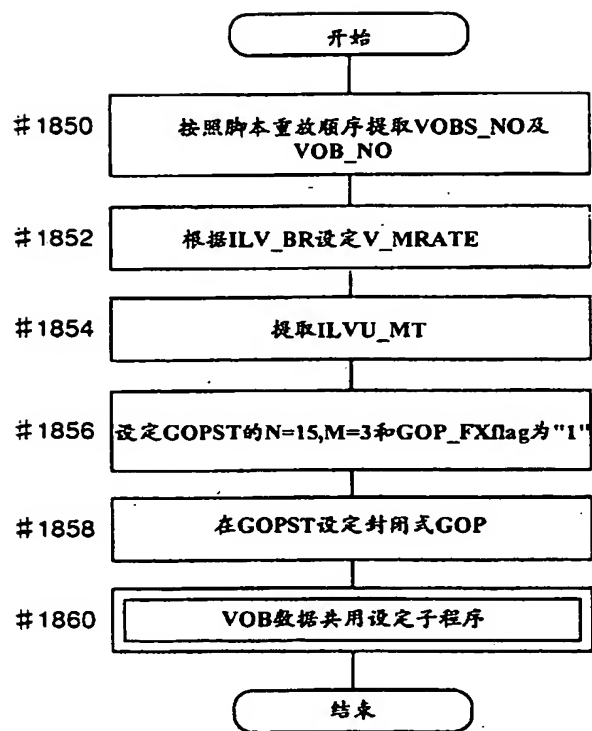 开始
#1850
按照脚本重放顺序提取VOBS_NO及
VOB_NO
#1852
根据ILV_BR设定V_MRATE
#1854
提取ILVU_MT
#1856
设定GOPST的N=15,M=3和GOP_FXflag为"1"
#1858
在GOPST设定封闭式GOP
#1860
VOB数据共用设定子程序
结束